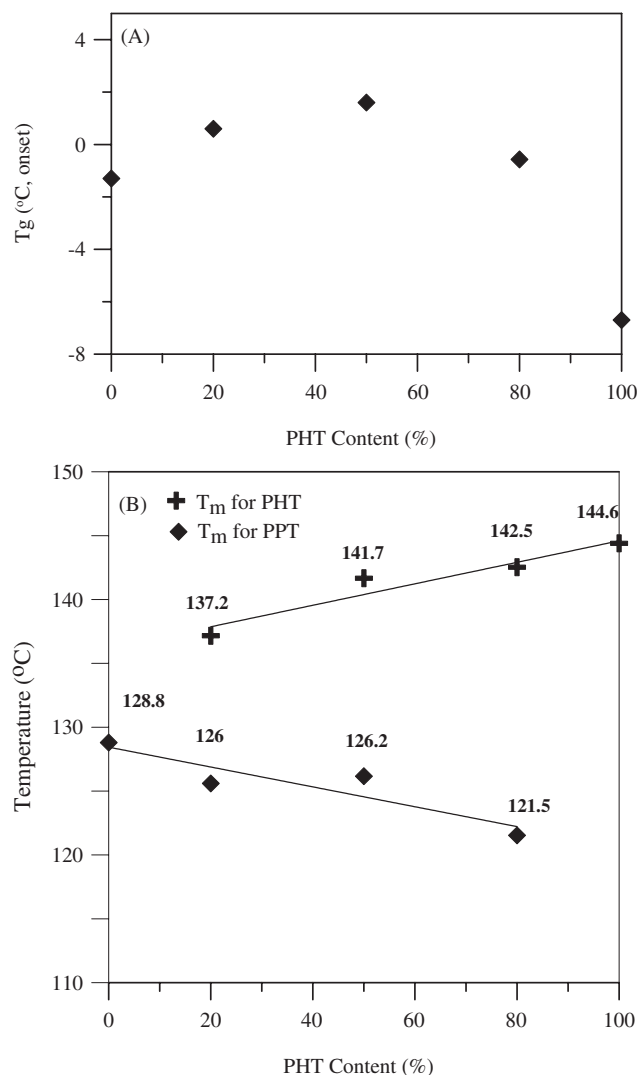 (A)
4
0
-4
-8
Tg (°C, onset)
0 20 40 60 80 100
PHT Content (%)
(B)
Tm for PHT
Tm for PPT
150
140
130
120
110
Temperature (°C)
137.2
141.7
142.5
144.6
128.8
126
126.2
121.5
0 20 40 60 80 100
PHT Content (%)